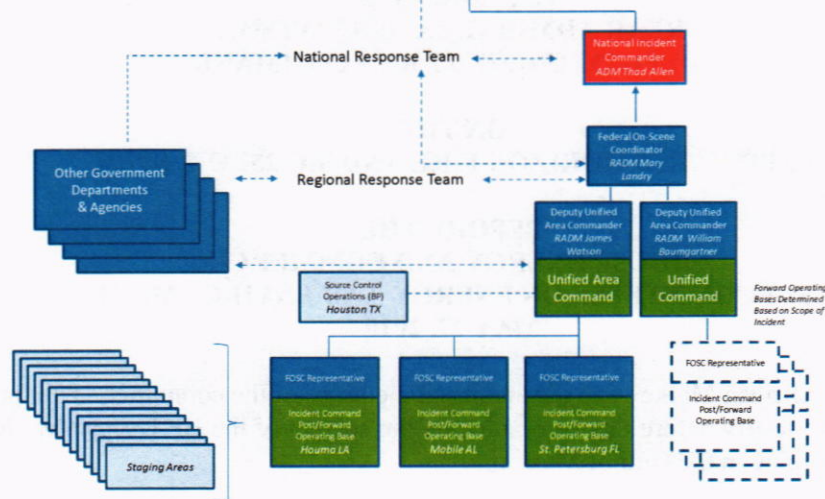 National Response Team
National Incident
Commander
ADM Thad Allen
Federal On-Scene
Coordinator
RADM Mary
Landry
Other Government
Departments
& Agencies
Regional Response Team
Deputy Unified
Area Commander
RADM James
Watson
Deputy Unified
Area Commander
RADM William
Baumgartner
Unified Area
Command
Unified
Command
Source Control
Operations (BP)
Houston TX
Forward Operating
Bases Determined
Based on Scope of
Incident
FOSC Representative
Incident Command
Post/Forward
Operating Base
Houma LA
FOSC Representative
Incident Command
Post/Forward
Operating Base
Mobile AL
FOSC Representative
Incident Command
Post/Forward
Operating Base
St. Petersburg FL
FOSC Representative
Incident Command
Post/Forward
Operating Base
Staging Areas